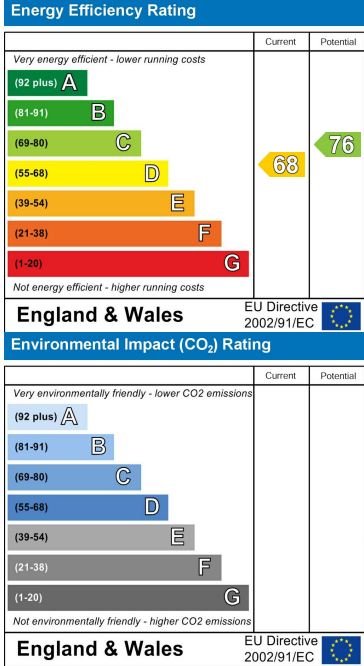 Energy Efficiency Rating
Current Potential
Very energy efficient - lower running costs
(92 plus) A
(81-91) B
(69-80) C
(55-68) D
(39-54) E
(21-38) F
(1-20) G
68 76
Not energy efficient - higher running costs
England & Wales
EU Directive
2002/91/EC
Environmental Impact (CO₂) Rating
Current Potential
Very environmentally friendly - lower CO2 emissions
(92 plus) A
(81-91) B
(69-80) C
(55-68) D
(39-54) E
(21-38) F
(1-20) G
Not environmentally friendly - higher CO2 emissions
England & Wales
EU Directive
2002/91/EC